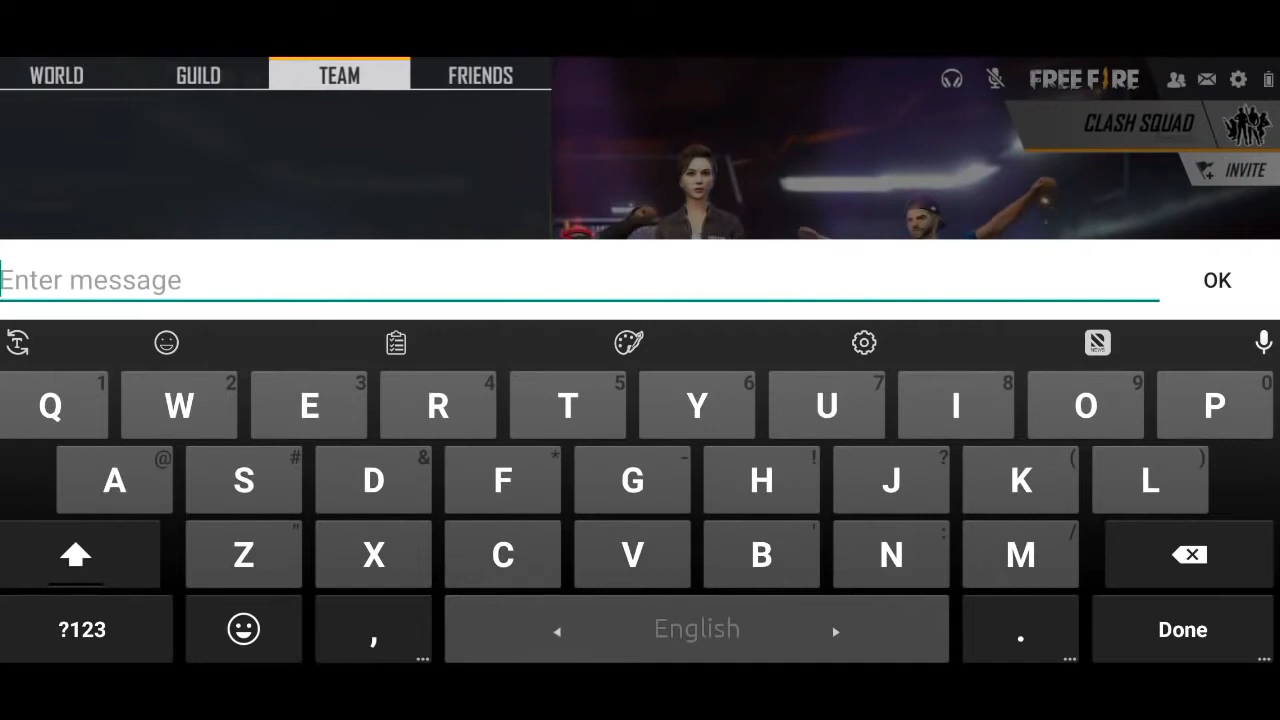 WORLD GUILD TEAM FRIENDS
FREE FIRE
CLASH SQUAD
INVITE
Enter message OK
NEWS
Q 1 W 2 E 3 R 4 T 5 Y 6 U 7 I 8 O 9 P 0
A @ S # D & F * G - H ! J ? K ( L )
Z " X C V B ' N : M /
?123 , ... English . ... Done ...